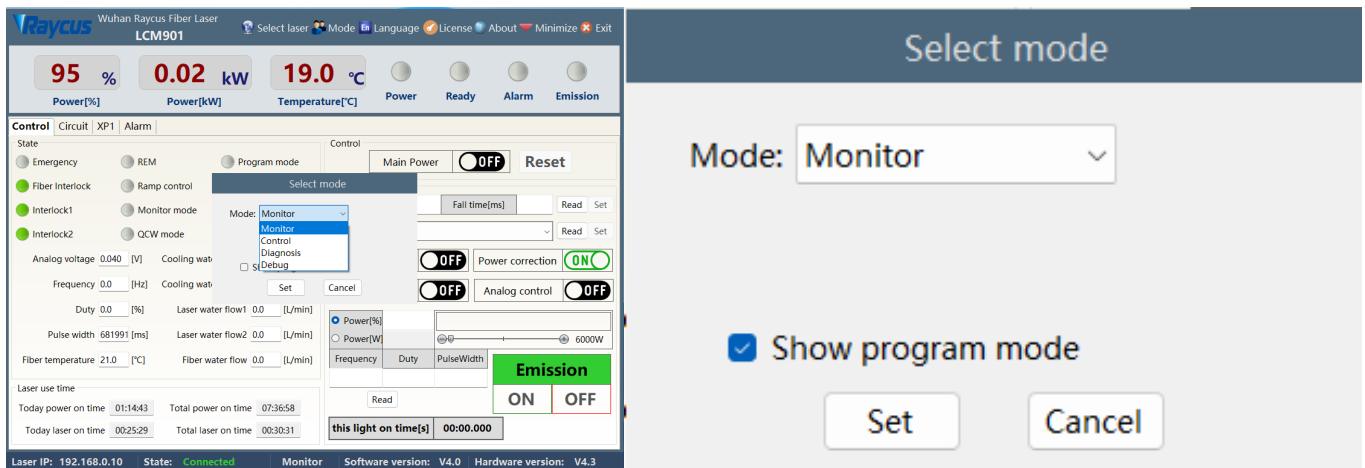 Raycus
Wuhan Raycus Fiber Laser
LCM901
Select laser Mode En Language License About Minimize Exit
95 % 0.02 kW 19.0 ℃
Power[%] Power[kW] Temperature[℃] Power Ready Alarm Emission
Control Circuit XP1 Alarm
State
Emergency REM Program mode
Fiber Interlock Ramp control
Interlock1 Monitor mode
Interlock2 QCW mode
Analog voltage 0.040 [V]
Frequency 0.0 [Hz]
Duty 0.0 [%] Laser water flow1 0.0 [L/min]
Pulse width 681991 [ms] Laser water flow2 0.0 [L/min]
Fiber temperature 21.0 [℃] Fiber water flow 0.0 [L/min]
Laser use time
Today power on time 01:14:43 Total power on time 07:36:58
Today laser on time 00:25:29 Total laser on time 00:30:31
Control
Main Power OFF Reset
Fall time[ms] Read Set
Read Set
OFF Power correction ON
OFF Analog control OFF
Power[%]
Power[W] 6000W
Frequency Duty PulseWidth
Read
Emission
ON OFF
this light on time[s] 00:00.000
Select mode
Mode: Monitor
Monitor
Control
Diagnosis
Debug
Set Cancel
Laser IP: 192.168.0.10 State: Connected Monitor Software version: V4.0 Hardware version: V4.3
Select mode
Mode: Monitor
Show program mode
Set Cancel